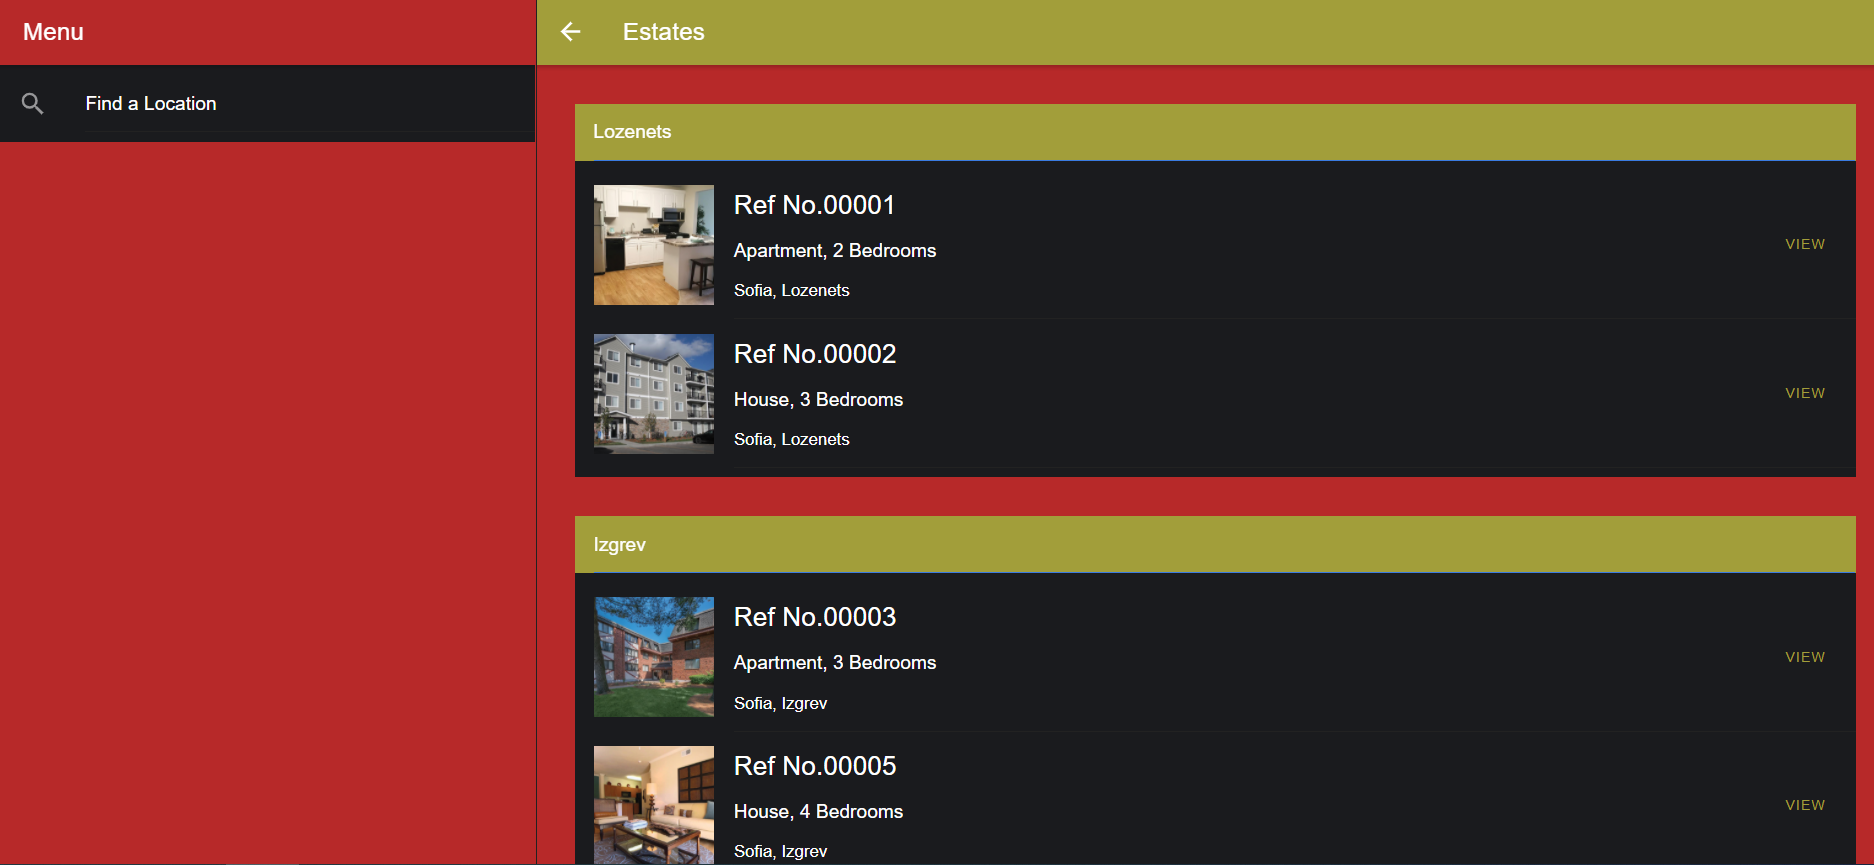 Menu
Find a Location
Estates
Lozenets
Ref No.00001
Apartment, 2 Bedrooms
Sofia, Lozenets
VIEW
Ref No.00002
House, 3 Bedrooms
Sofia, Lozenets
VIEW
Izgrev
Ref No.00003
Apartment, 3 Bedrooms
Sofia, Izgrev
VIEW
Ref No.00005
House, 4 Bedrooms
Sofia, Izgrev
VIEW